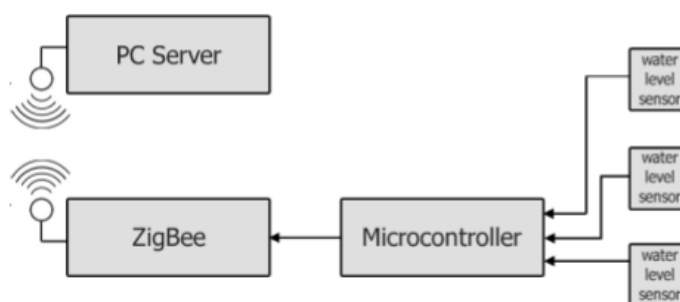 PC Server
water
level
sensor
water
level
sensor
ZigBee
Microcontroller
water
level
sensor